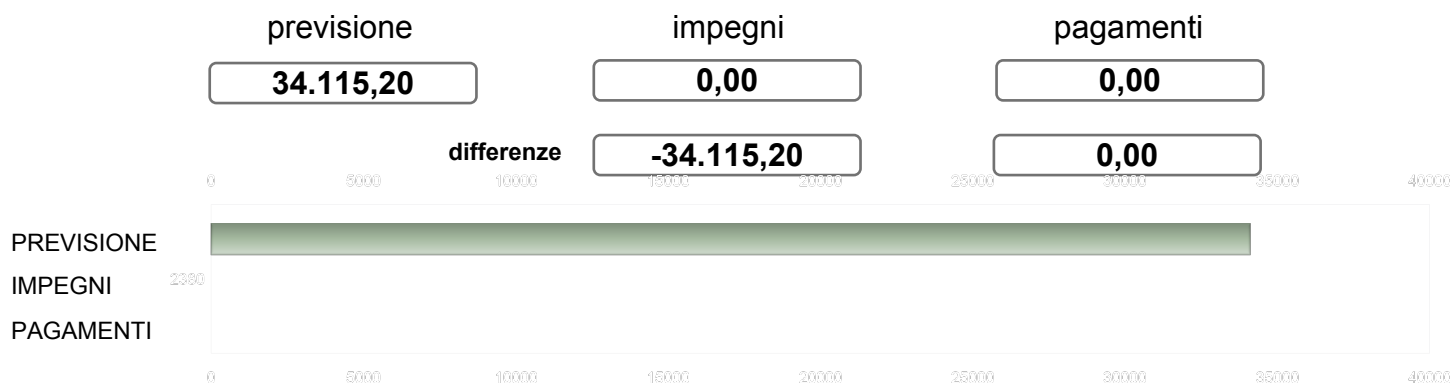 previsione impegni pagamenti
34.115,20 0,00 0,00
differenze -34.115,20 0,00
0 5000 10000 15000 20000 25000 30000 35000 40000
PREVISIONE
2380
IMPEGNI
PAGAMENTI
0 5000 10000 15000 20000 25000 30000 35000 40000